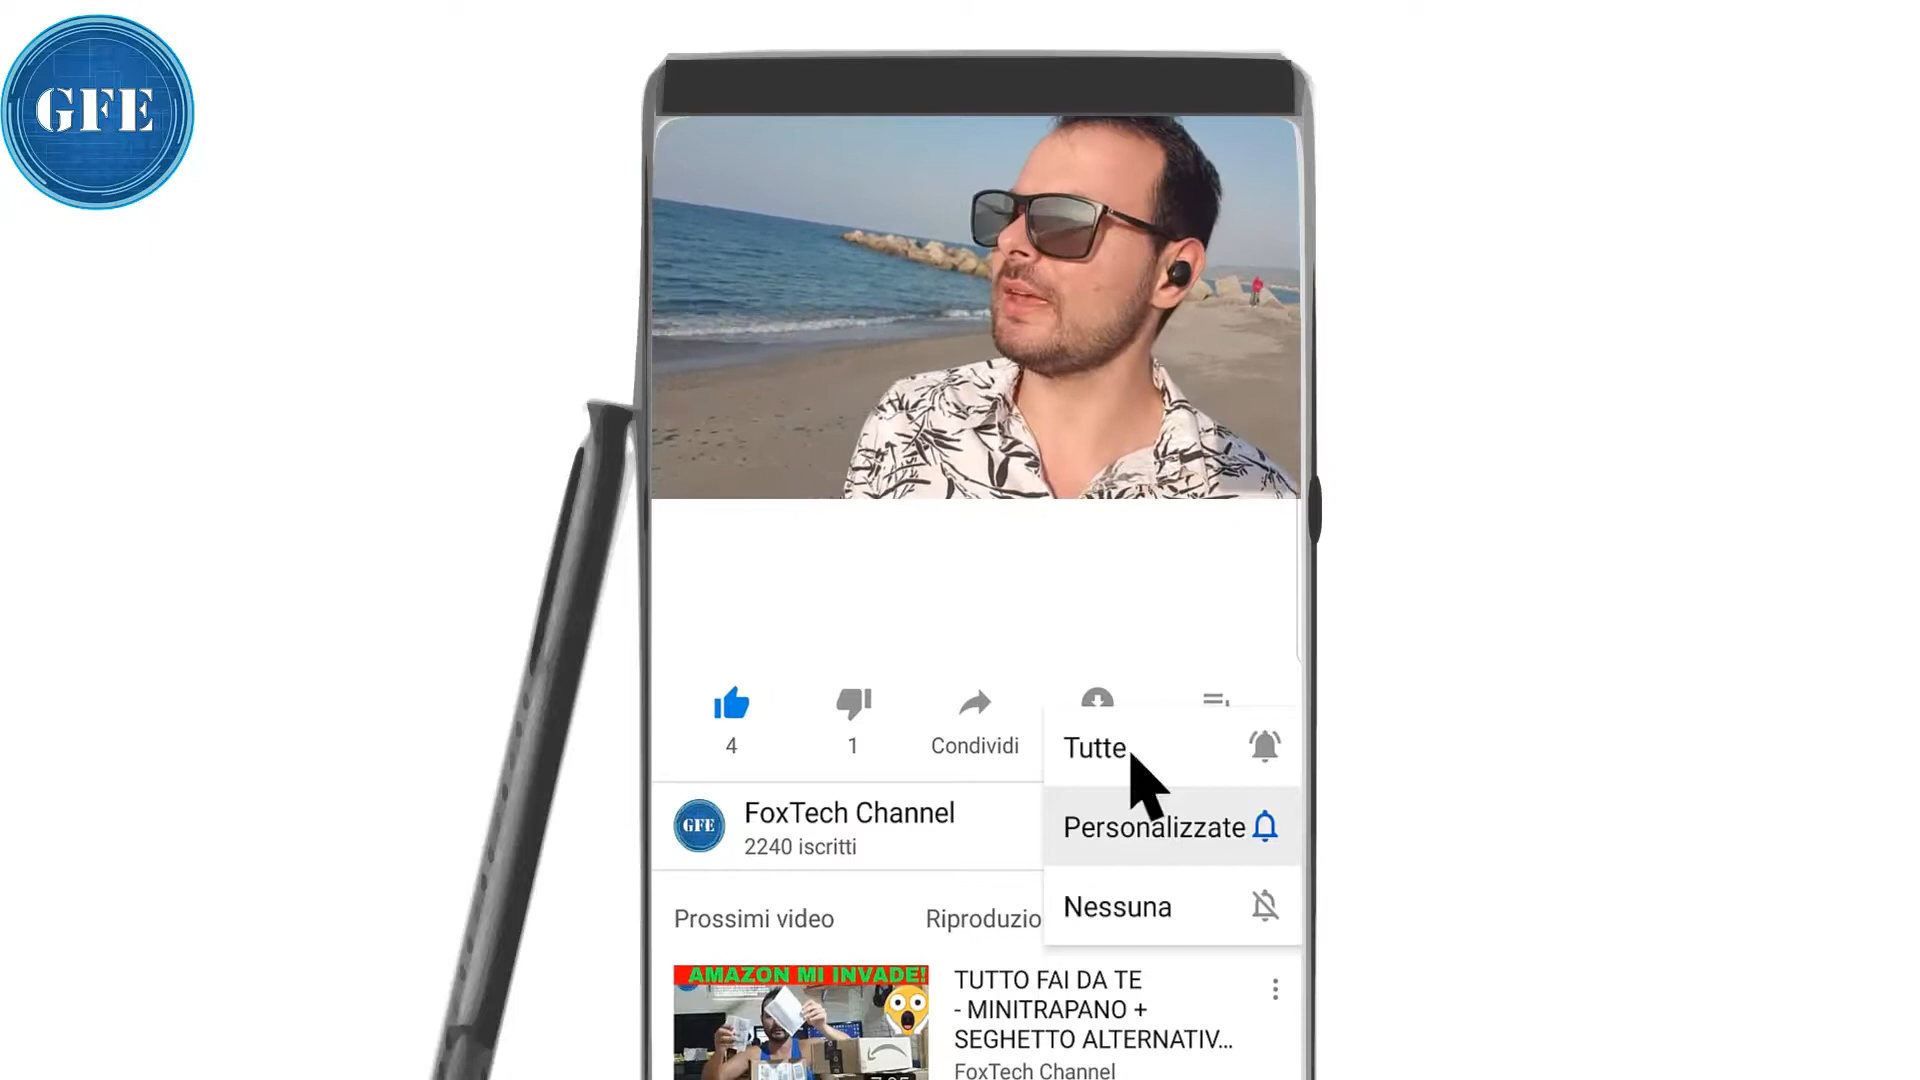 GFE
4
1
Condividi
Tutte
FoxTech Channel
2240 iscritti
GFE
Personalizzate
Nessuna
Prossimi video
Riproduzio
AMAZON MI INVADE!
TUTTO FAI DA TE
- MINITRAPANO +
SEGHETTO ALTERNATIV...
FoxTech Channel